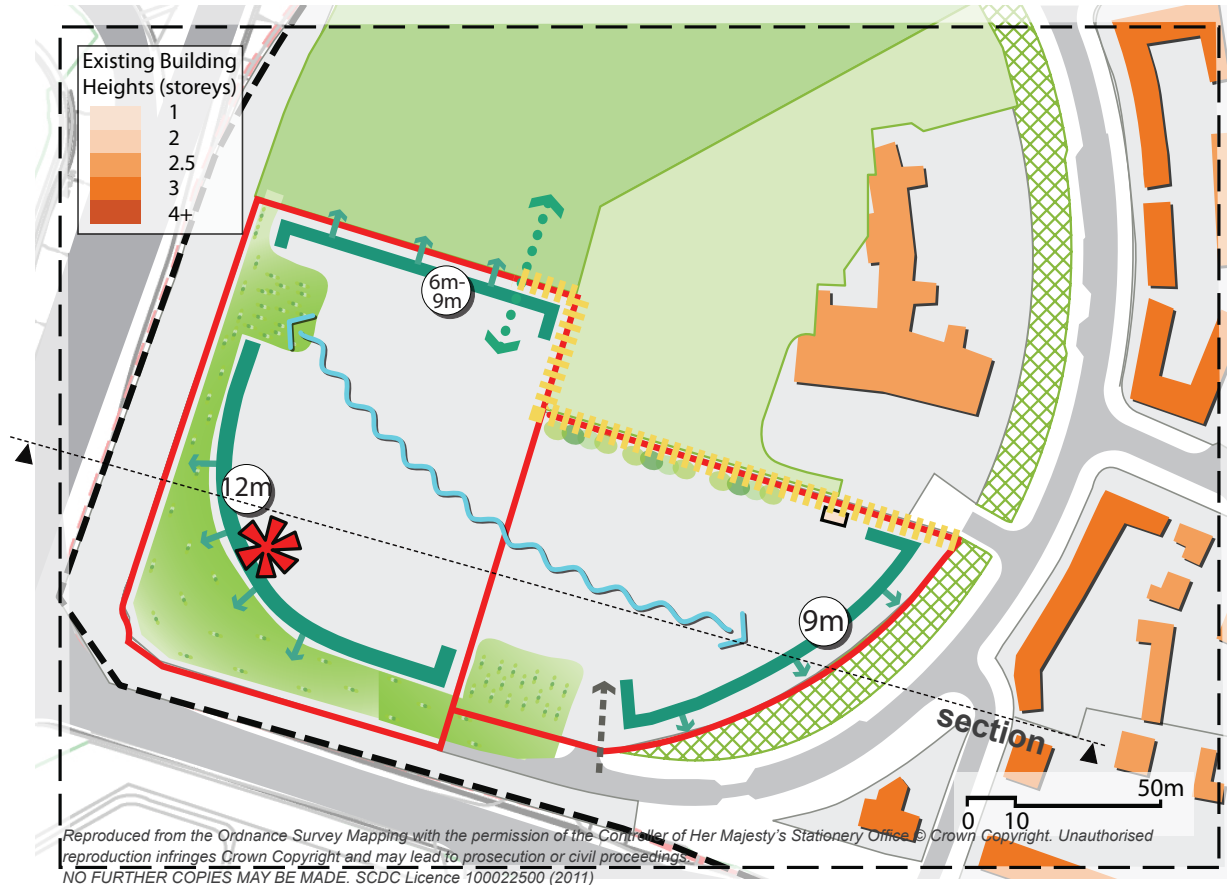 Existing Building
Heights (storeys)
1
2
2.5
3
4+
6m-
9m
12m
9m
section
50m
0 10
Reproduced from the Ordnance Survey Mapping with the permission of the Controller of Her Majesty's Stationery Office © Crown Copyright. Unauthorised
reproduction infringes Crown Copyright and may lead to prosecution or civil proceedings.
NO FURTHER COPIES MAY BE MADE. SCDC Licence 100022500 (2011)